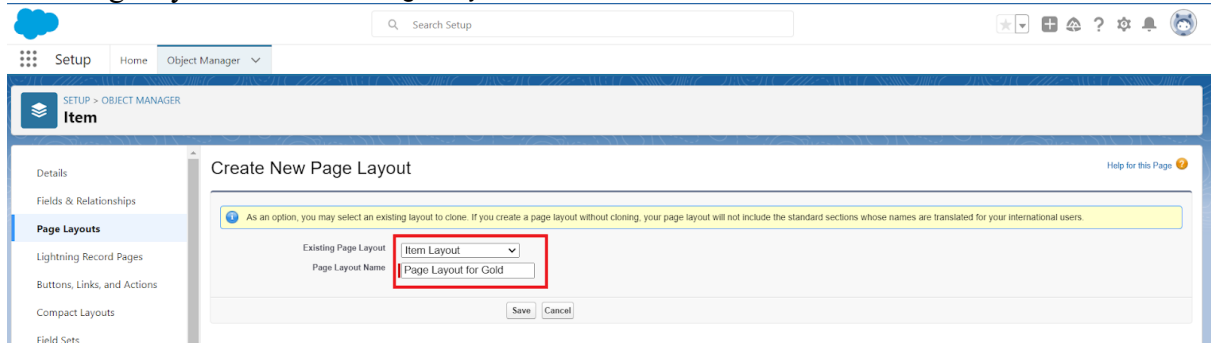 Search Setup
Setup Home Object Manager
SETUP > OBJECT MANAGER
Item
Details
Fields & Relationships
Page Layouts
Lightning Record Pages
Buttons, Links, and Actions
Compact Layouts
Field Sets
Create New Page Layout
Help for this Page
As an option, you may select an existing layout to clone. If you create a page layout without cloning, your page layout will not include the standard sections whose names are translated for your international users.
Existing Page Layout Item Layout
Page Layout Name Page Layout for Gold
Save Cancel